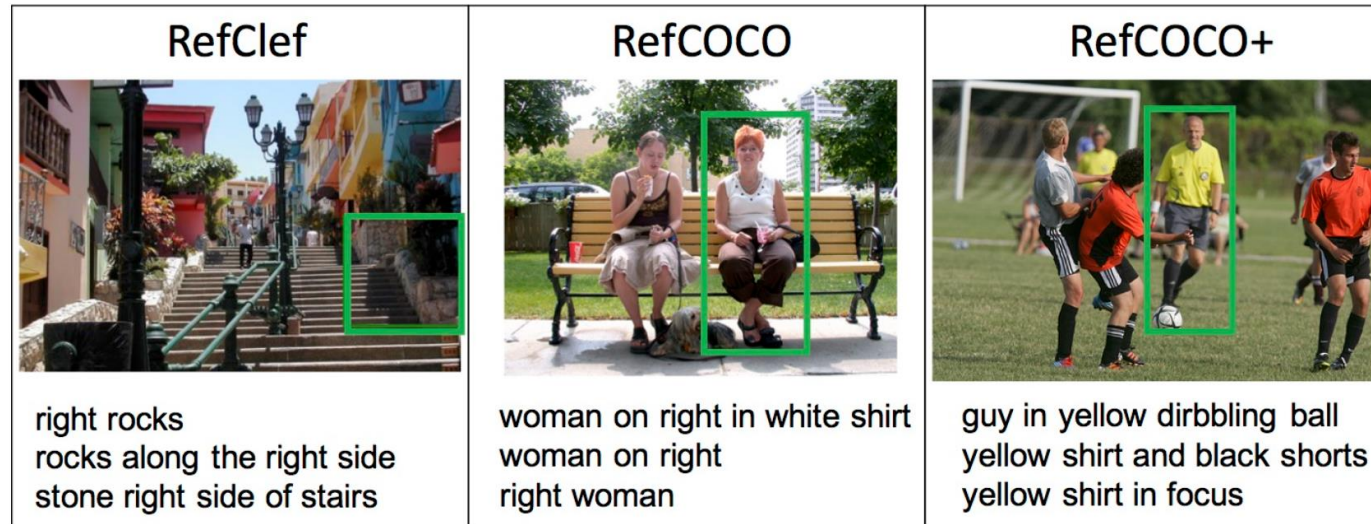 RefClef
RefCOCO
RefCOCO+
right rocks
rocks along the right side
stone right side of stairs
woman on right in white shirt
woman on right
right woman
guy in yellow dirbbling ball
yellow shirt and black shorts
yellow shirt in focus